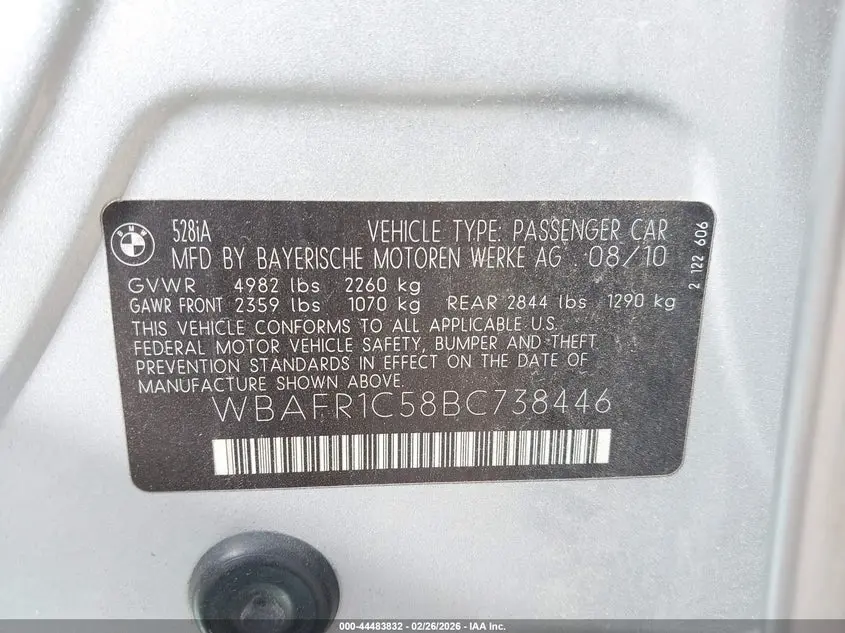 BMW
528iA VEHICLE TYPE: PASSENGER CAR
MFD BY BAYERISCHE MOTOREN WERKE AG . 08/10
GVWR 4982 lbs 2260 kg
GAWR FRONT 2359 lbs 1070 kg REAR 2844 lbs 1290 kg
THIS VEHICLE CONFORMS TO ALL APPLICABLE U.S.
FEDERAL MOTOR VEHICLE SAFETY, BUMPER AND THEFT
PREVENTION STANDARDS IN EFFECT ON THE DATE OF
MANUFACTURE SHOWN ABOVE.
WBAFR1C58BC738446
2 122 606
000-44483832 - 02/26/2026 - IAA Inc.